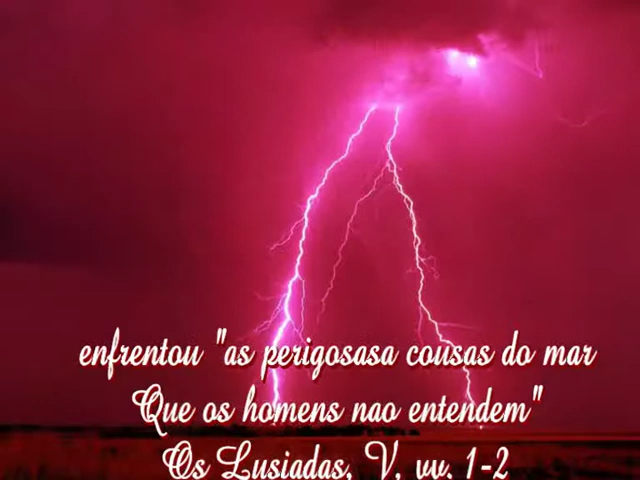 enfrentou "as perigosasa cousas do mar
Que os homens nao entendem"
Os Lusiadas, V, vv. 1-2